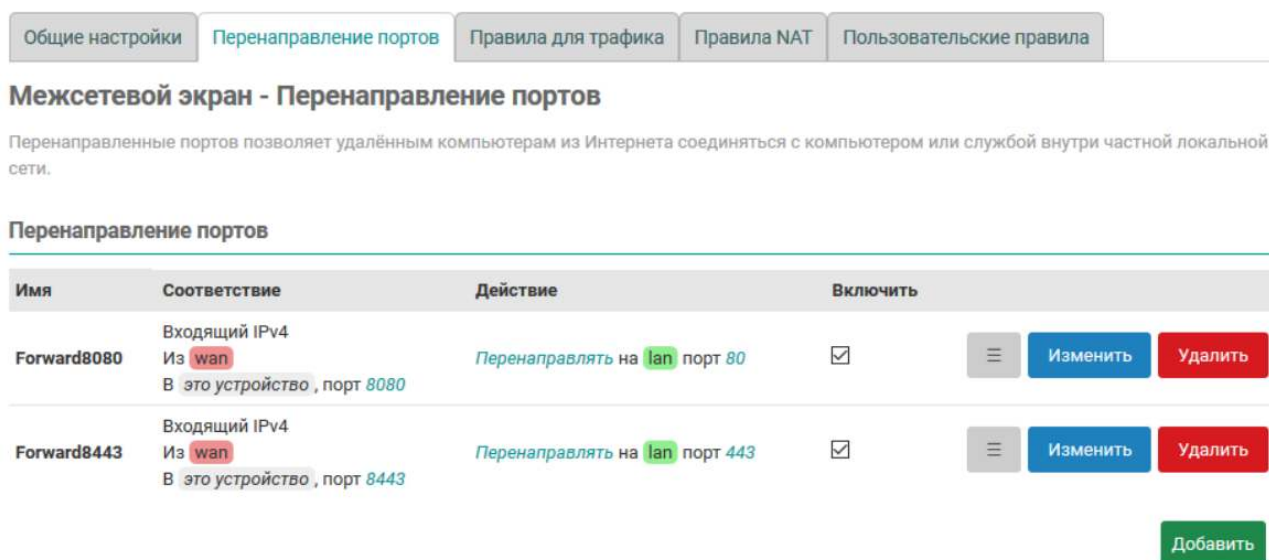 Общие настройки Перенаправление портов Правила для трафика Правила NAT Пользовательские правила
Межсетевой экран - Перенаправление портов
Перенаправленные портов позволяет удалённым компьютерам из Интернета соединяться с компьютером или службой внутри частной локальной
сети.
Перенаправление портов
Имя Соответствие Действие Включить
Forward8080
Входящий IPv4
Из wan
В это устройство , порт 8080
Перенаправлять на lan порт 80
Изменить Удалить
Forward8443
Входящий IPv4
Из wan
В это устройство , порт 8443
Перенаправлять на lan порт 443
Изменить Удалить
Добавить